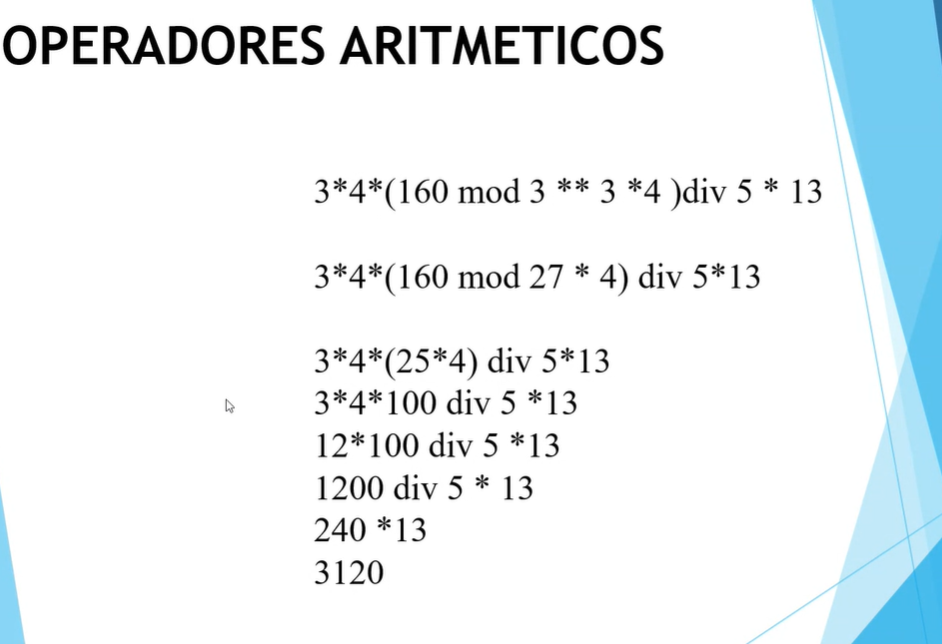 OPERADORES ARITMETICOS
3*4*(160 mod 3 ** 3 *4 )div 5 * 13
3*4*(160 mod 27 * 4) div 5*13
3*4*(25*4) div 5*13
3*4*100 div 5 *13
12*100 div 5 *13
1200 div 5 * 13
240 *13
3120